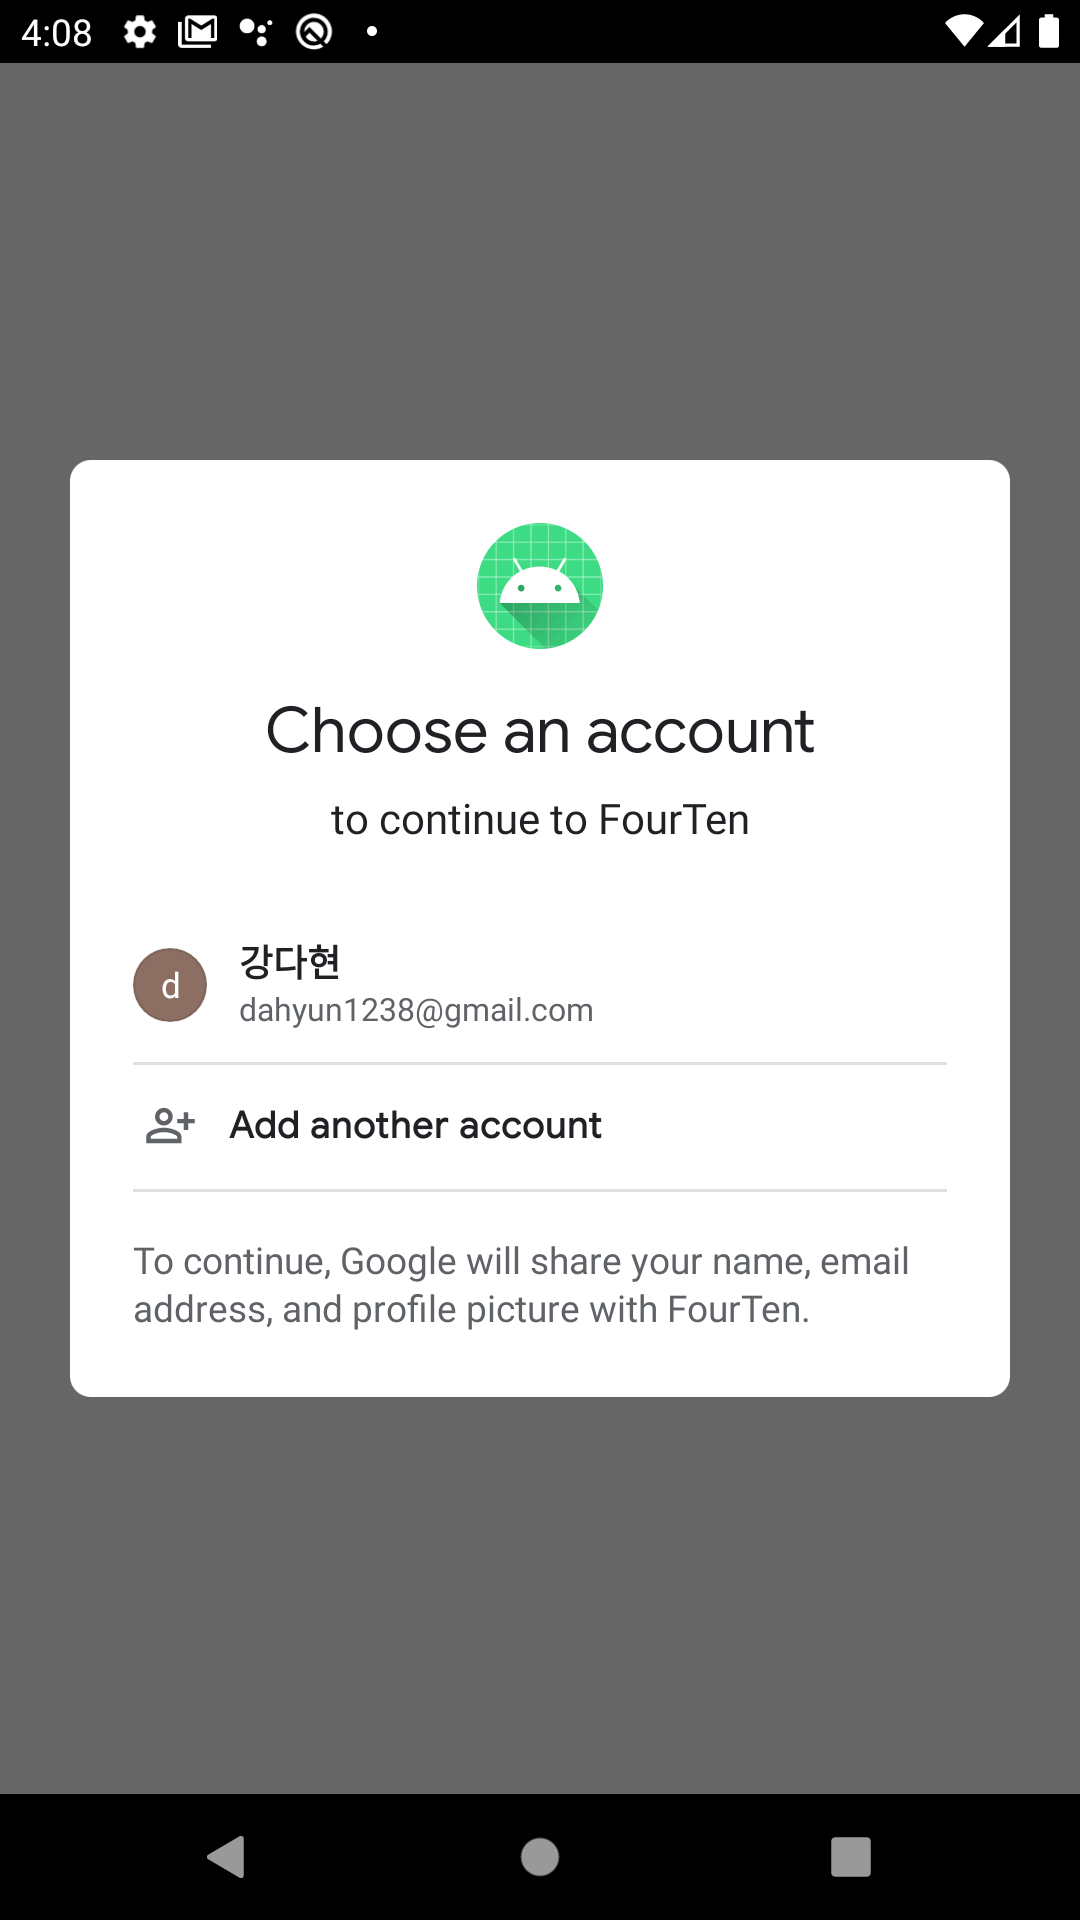 4:08
Choose an account
to continue to FourTen
d
강다현
dahyun1238@gmail.com
Add another account
To continue, Google will share your name, email
address, and profile picture with FourTen.